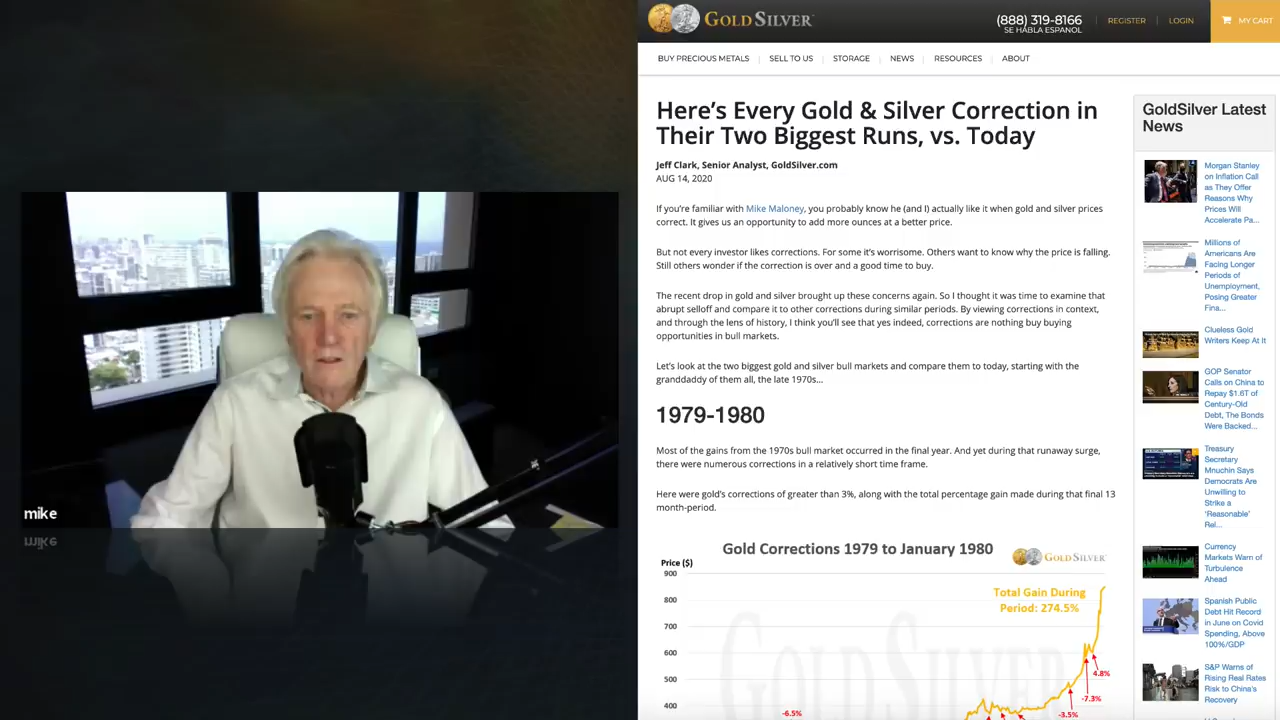 mike
GOLDSILVER
(888) 319-8166
SE HABLA ESPANOL
REGISTER
LOGIN
MY CART
BUY PRECIOUS METALS
SELL TO US
STORAGE
NEWS
RESOURCES
ABOUT
Here's Every Gold & Silver Correction in
Their Two Biggest Runs, vs. Today
Jeff Clark, Senior Analyst, GoldSilver.com
AUG 14, 2020
If you're familiar with Mike Maloney, you probably know he (and I) actually like it when gold and silver prices
correct. It gives us an opportunity to add more ounces at a better price.
But not every investor likes corrections. For some it's worrisome. Others want to know why the price is falling.
Still others wonder if the correction is over and a good time to buy.
The recent drop in gold and silver brought up these concerns again. So I thought it was time to examine that
abrupt selloff and compare it to other corrections during similar periods. By viewing corrections in context,
and through the lens of history, I think you'll see that yes indeed, corrections are nothing buy buying
opportunities in bull markets.
Let's look at the two biggest gold and silver bull markets and compare them to today, starting with the
granddaddy of them all, the late 1970s...
1979-1980
Most of the gains from the 1970s bull market occurred in the final year. And yet during that runaway surge,
there were numerous corrections in a relatively short time frame.
Here were gold's corrections of greater than 3%, along with the total percentage gain made during that final 13
month-period.
Gold Corrections 1979 to January 1980
GOLDSILVER
Price ($)
900
800
700
600
500
400
Total Gain During
Period: 274.5%
4.8%
-7.3%
-3.5%
-6.5%
GOLDSILVER
GoldSilver Latest
News
Morgan Stanley
on Inflation Call
as They Offer
Reasons Why
Prices Will
Accelerate Pa...
Millions of
Americans Are
Facing Longer
Periods of
Unemployment,
Posing Greater
Fina...
Clueless Gold
Writers Keep At It
GOP Senator
Calls on China to
Repay $1.6T of
Century-Old
Debt, The Bonds
Were Backed...
Treasury
Secretary
Mnuchin Says
Democrats Are
Unwilling to
Strike a
'Reasonable'
Rel...
Currency
Markets Warn of
Turbulence
Ahead
Spanish Public
Debt Hit Record
in June on Covid
Spending, Above
100%/GDP
S&P Warns of
Rising Real Rates
Risk to China's
Recovery